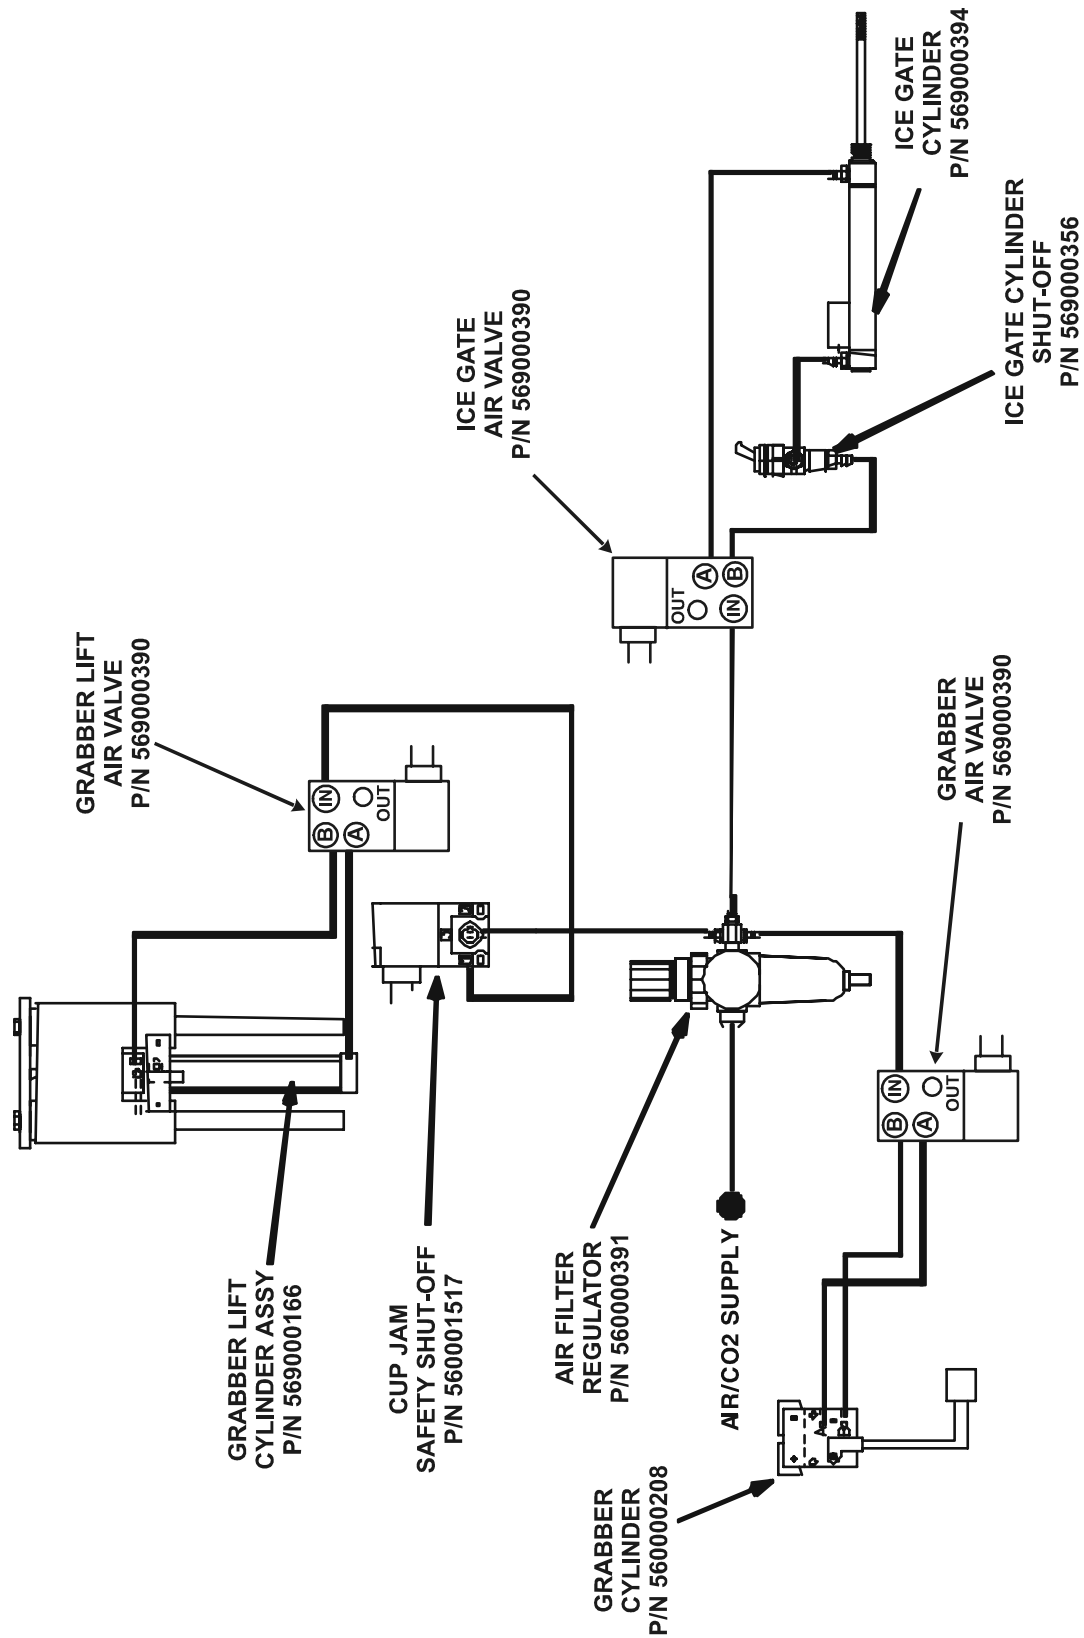 GRABBER LIFT
CYLINDER ASSY
P/N 569000166
GRABBER LIFT
AIR VALVE
P/N 569000390
B
IN
A
OUT
CUP JAM
SAFETY SHUT-OFF
P/N 560001517
ICE GATE
AIR VALVE
P/N 569000390
OUT
A
IN
B
AIR FILTER
REGULATOR
P/N 560000391
AIR/CO2 SUPPLY
GRABBER
CYLINDER
P/N 560000208
A
B
GRABBER
AIR VALVE
P/N 569000390
B
IN
A
OUT
ICE GATE
CYLINDER
P/N 569000394
ICE GATE CYLINDER
SHUT-OFF
P/N 569000356